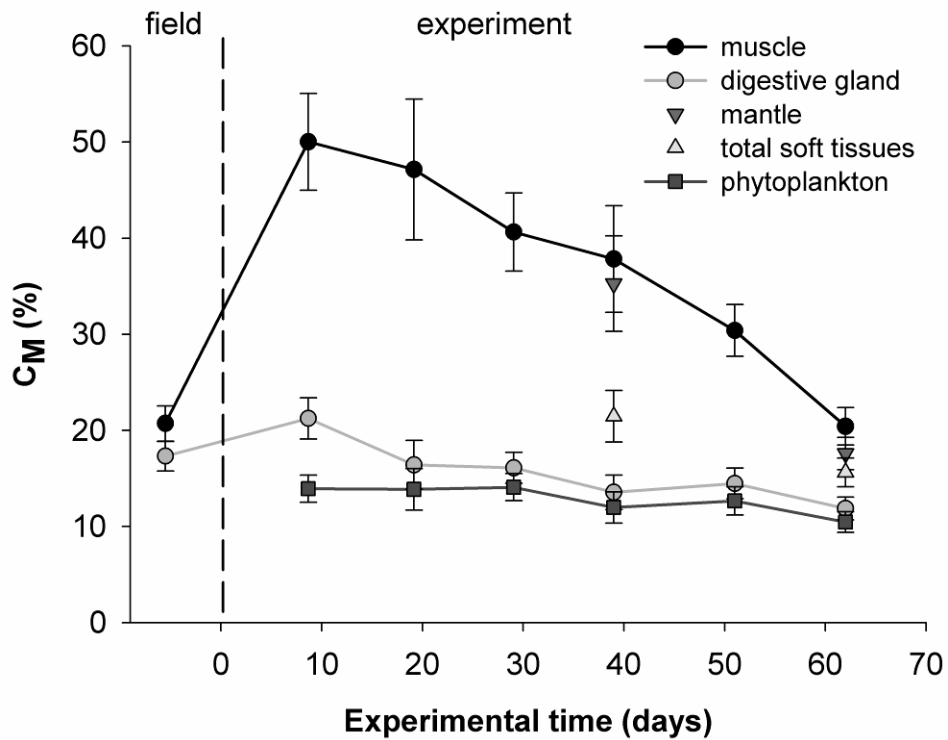 field experiment
muscle
digestive gland
mantle
total soft tissues
phytoplankton
60
50
40
30
20
10
0
C_M (%)
0 10 20 30 40 50 60 70
Experimental time (days)